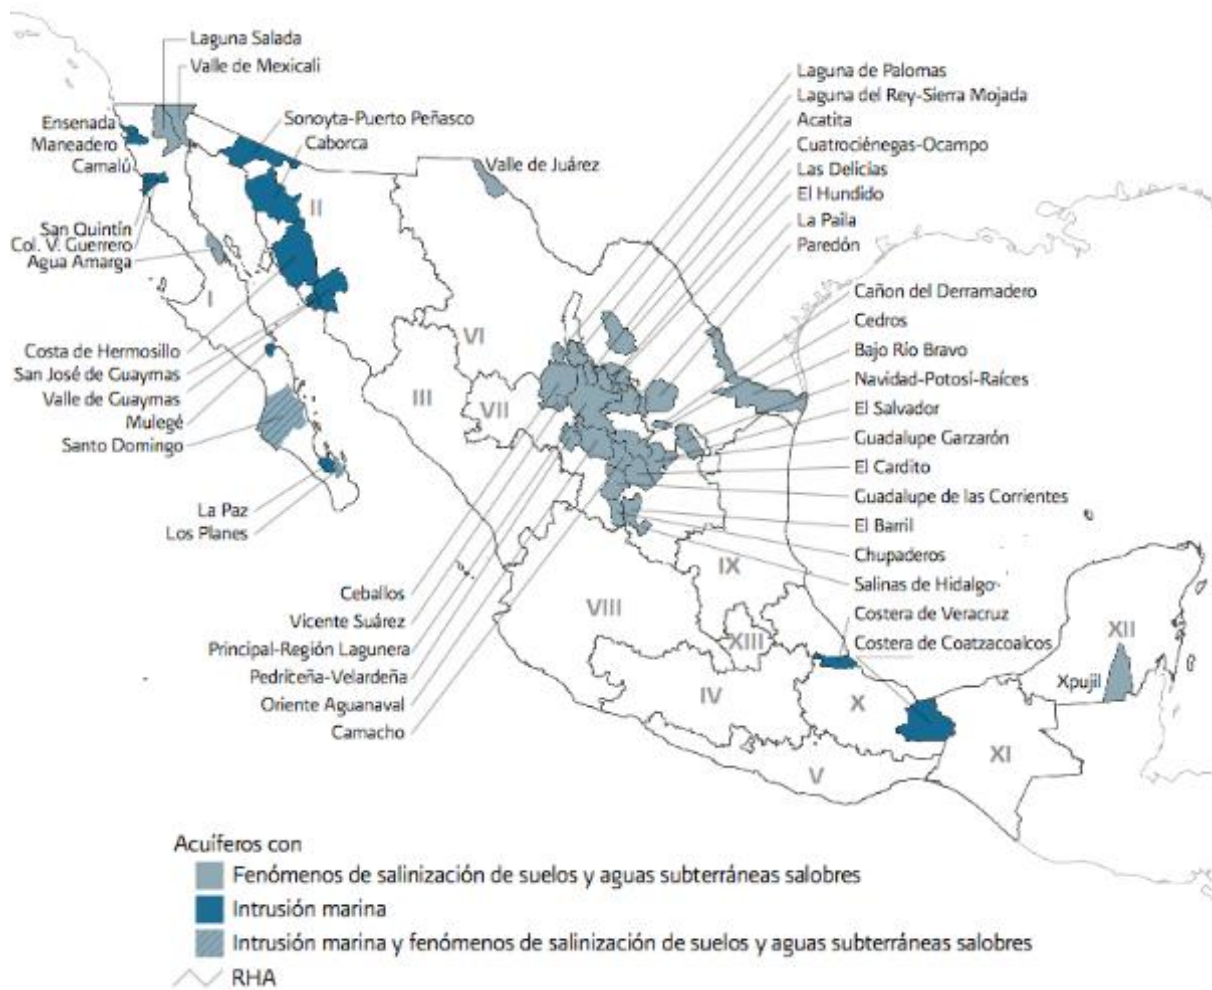 Laguna Salada
Valle de Mexicali
Ensenada
Maneadero
Camalú
San Quintín
Col. V. Guerrero
Agua Amarga
Sonoyta-Puerto Peñasco
Caborca
Valle de Juárez
Laguna de Palomas
Laguna del Rey-Sierra Mojada
Acatita
Cuatrociénegas-Ocampo
Las Delicias
El Hundido
La Paila
Paredón
Cañon del Derramadero
Cedros
Bajo Río Bravo
Navidad-Potosí-Raíces
El Salvador
Guadalupe Garzarón
El Cardito
Guadalupe de las Corrientes
El Barril
Chupaderos
Salinas de Hidalgo
Costera de Veracruz
Costera de Coatzacoalcos
Xpujil
Costa de Hermosillo
San José de Guaymas
Valle de Guaymas
Mulegé
Santo Domingo
La Paz
Los Planes
Ceballos
Vicente Suárez
Principal-Región Lagunera
Pedriceña-Velardeña
Oriente Aguanaval
Camacho
I
II
III
VI
VII
VIII
IX
XIII
IV
X
V
XI
XII
Acuíferos con
Fenómenos de salinización de suelos y aguas subterráneas salobres
Intrusión marina
Intrusión marina y fenómenos de salinización de suelos y aguas subterráneas salobres
RHA